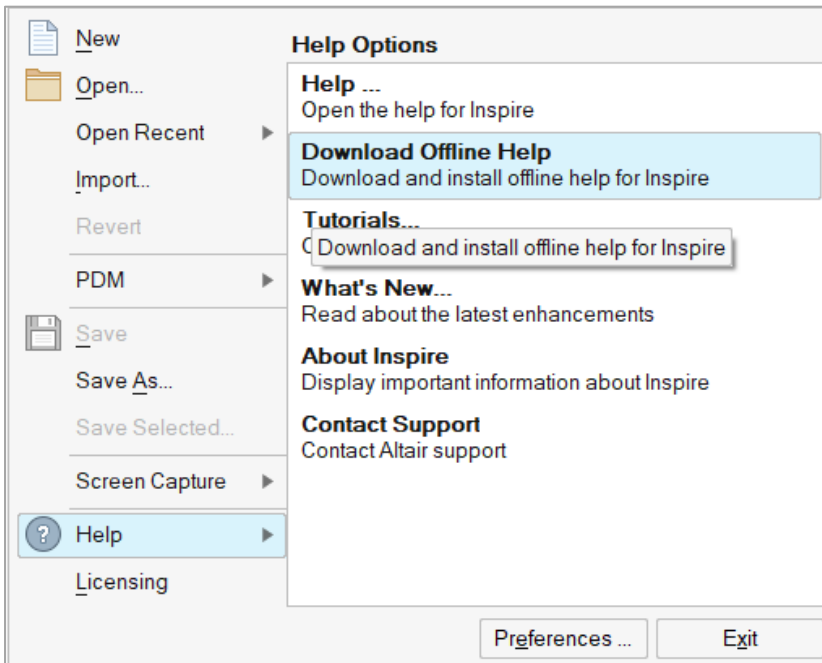 New
Open...
Open Recent
Import...
Revert
PDM
Save
Save As...
Save Selected...
Screen Capture
Help
Licensing
Help Options
Help ...
Open the help for Inspire
Download Offline Help
Download and install offline help for Inspire
Tutorials...
Download and install offline help for Inspire
What's New...
Read about the latest enhancements
About Inspire
Display important information about Inspire
Contact Support
Contact Altair support
Preferences ...
Exit